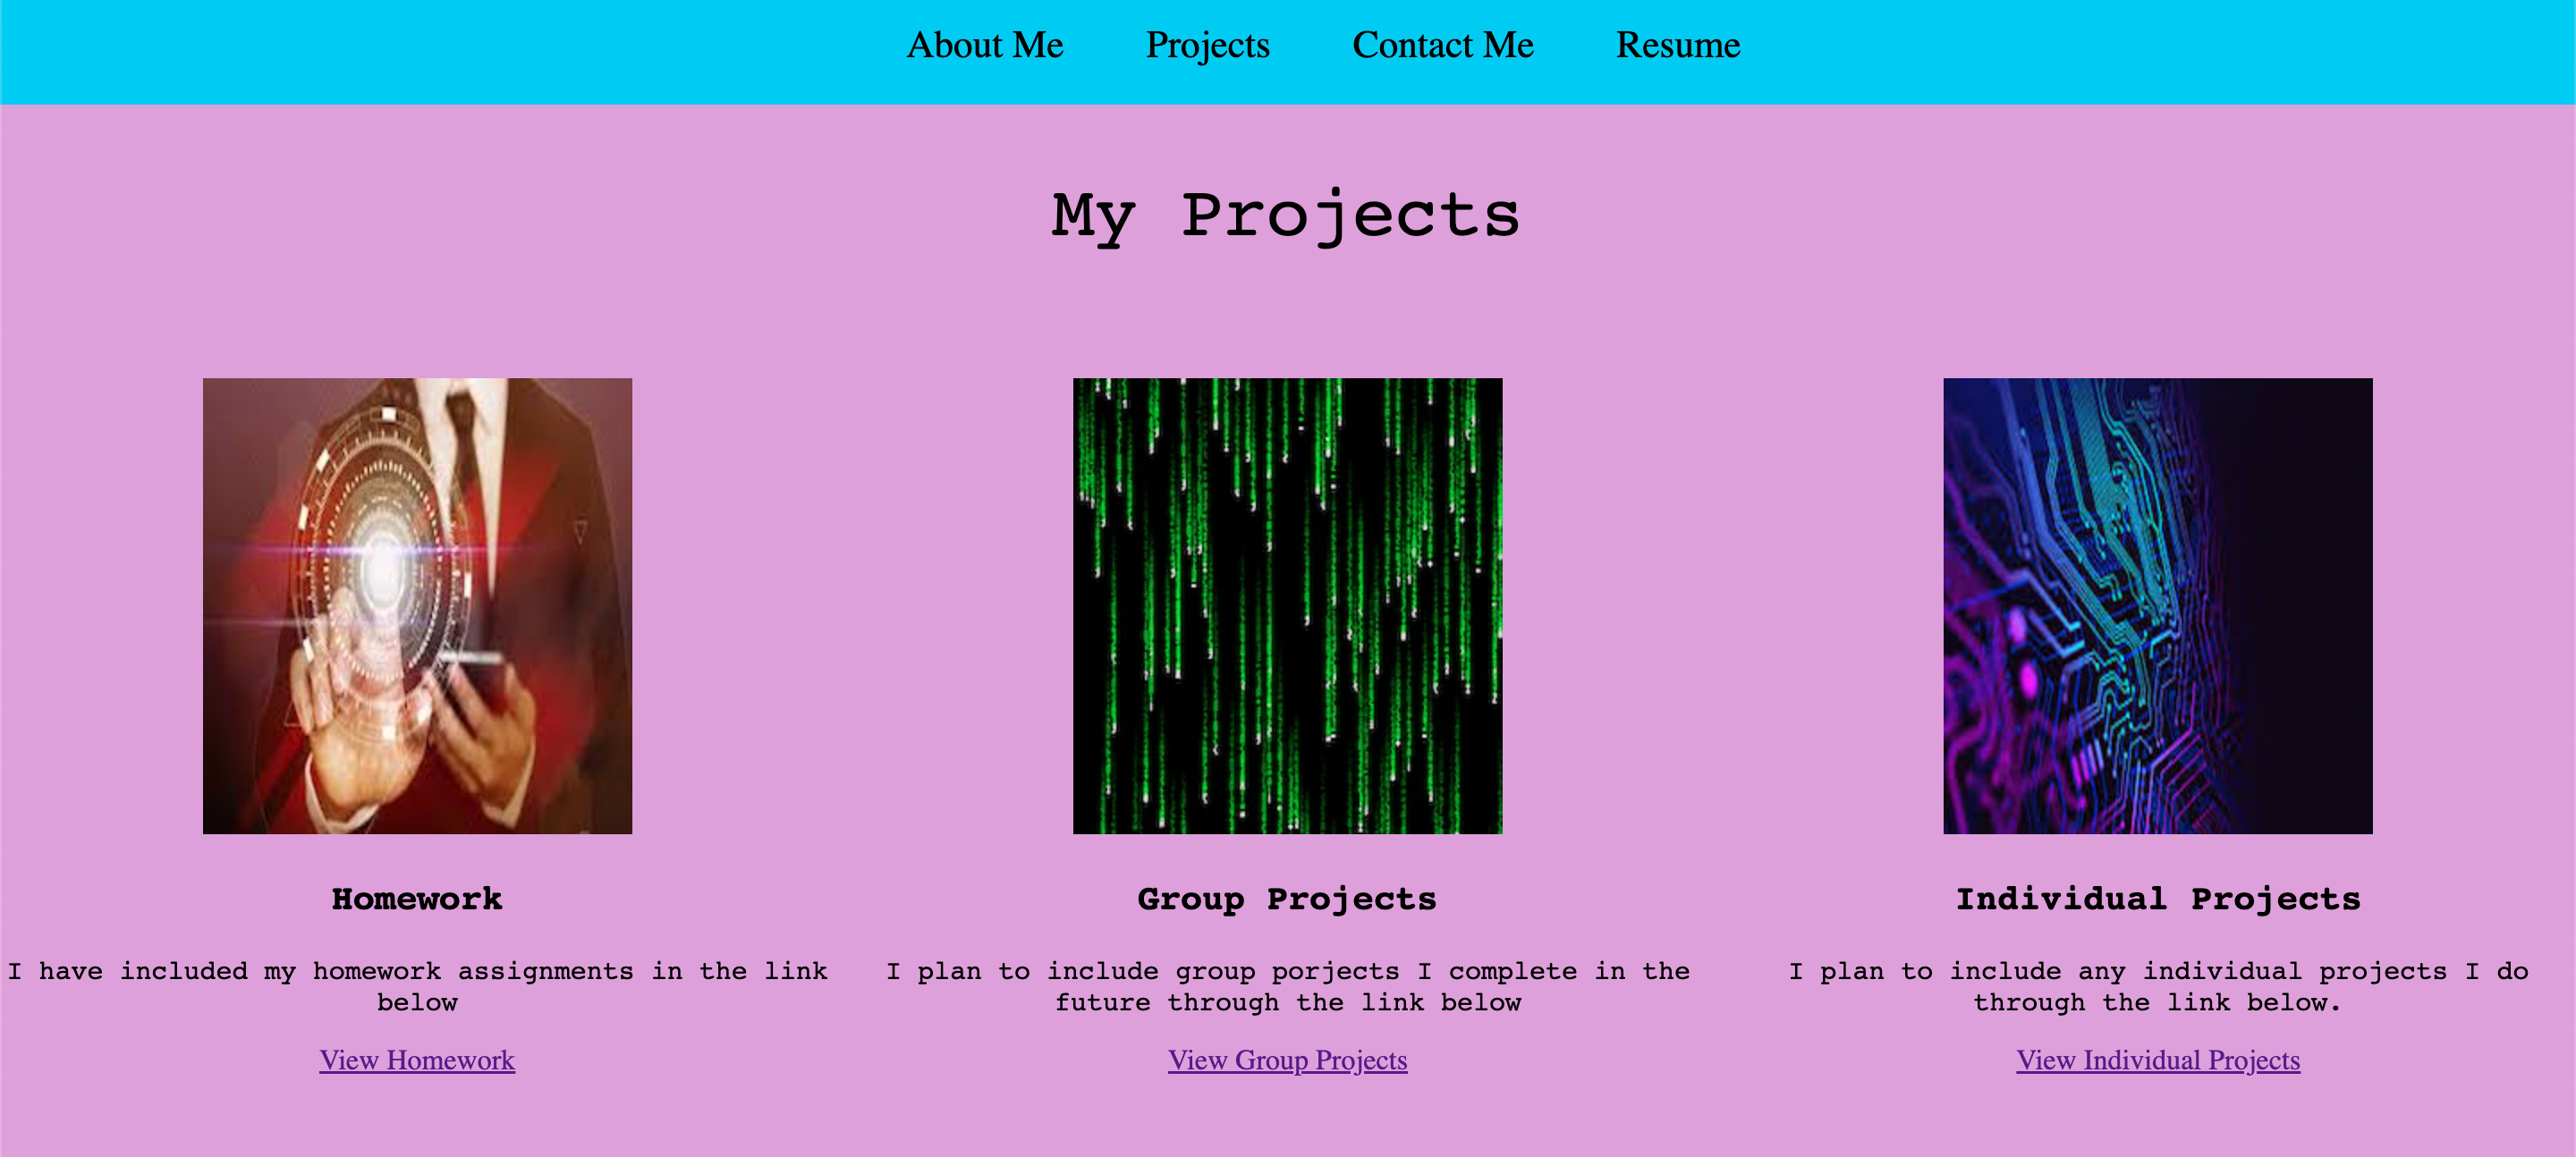 About Me Projects Contact Me Resume
My Projects
Homework
I have included my homework assignments in the link
below
View Homework
Group Projects
I plan to include group porjects I complete in the
future through the link below
View Group Projects
Individual Projects
I plan to include any individual projects I do
through the link below.
View Individual Projects